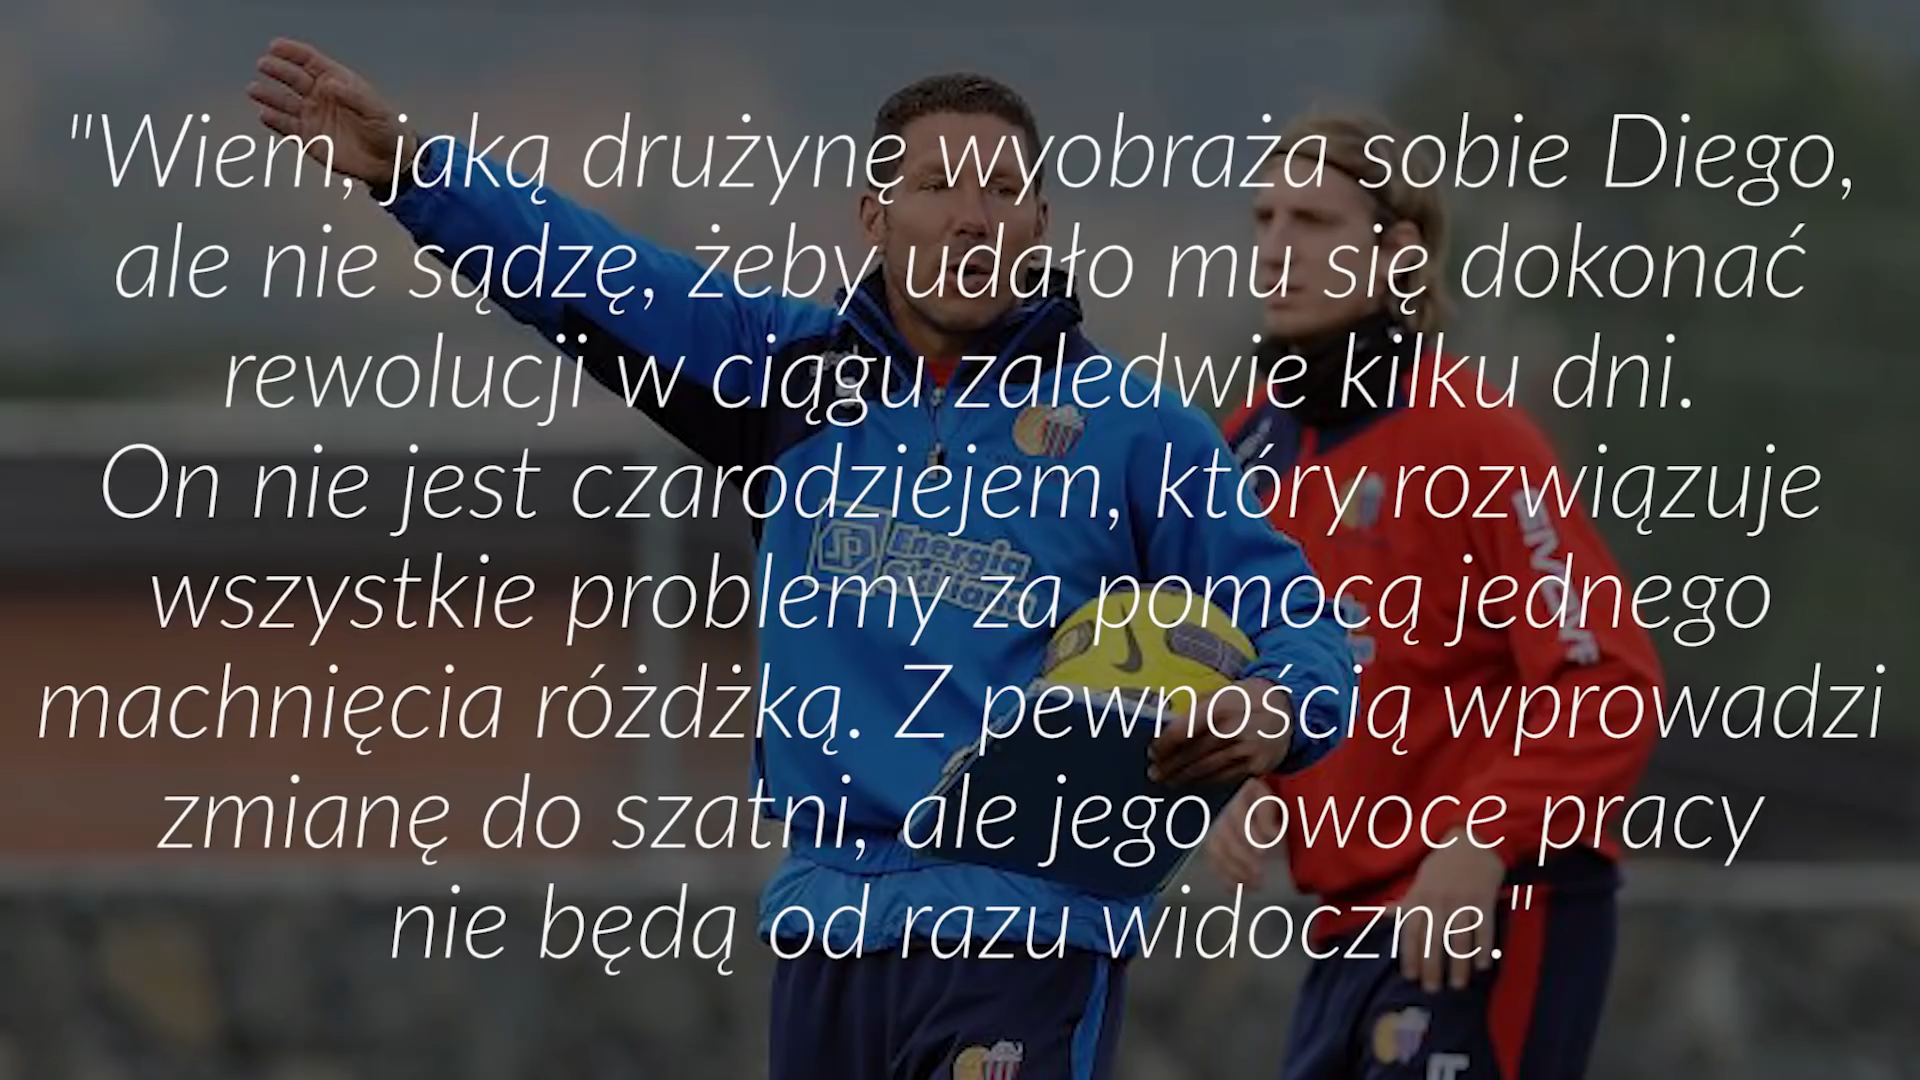 "Wiem, jaką drużynę wyobraża sobie Diego,
ale nie sądzę, żeby udało mu się dokonać
rewolucji w ciągu zaledwie kilku dni.
On nie jest czarodziejem, który rozwiązuje
wszystkie problemy za pomocą jednego
machnięcia różdżką. Z pewnością wprowadzi
zmianę do szatni, ale jego owoce pracy
nie będą od razu widoczne."
Energia
Siciliana